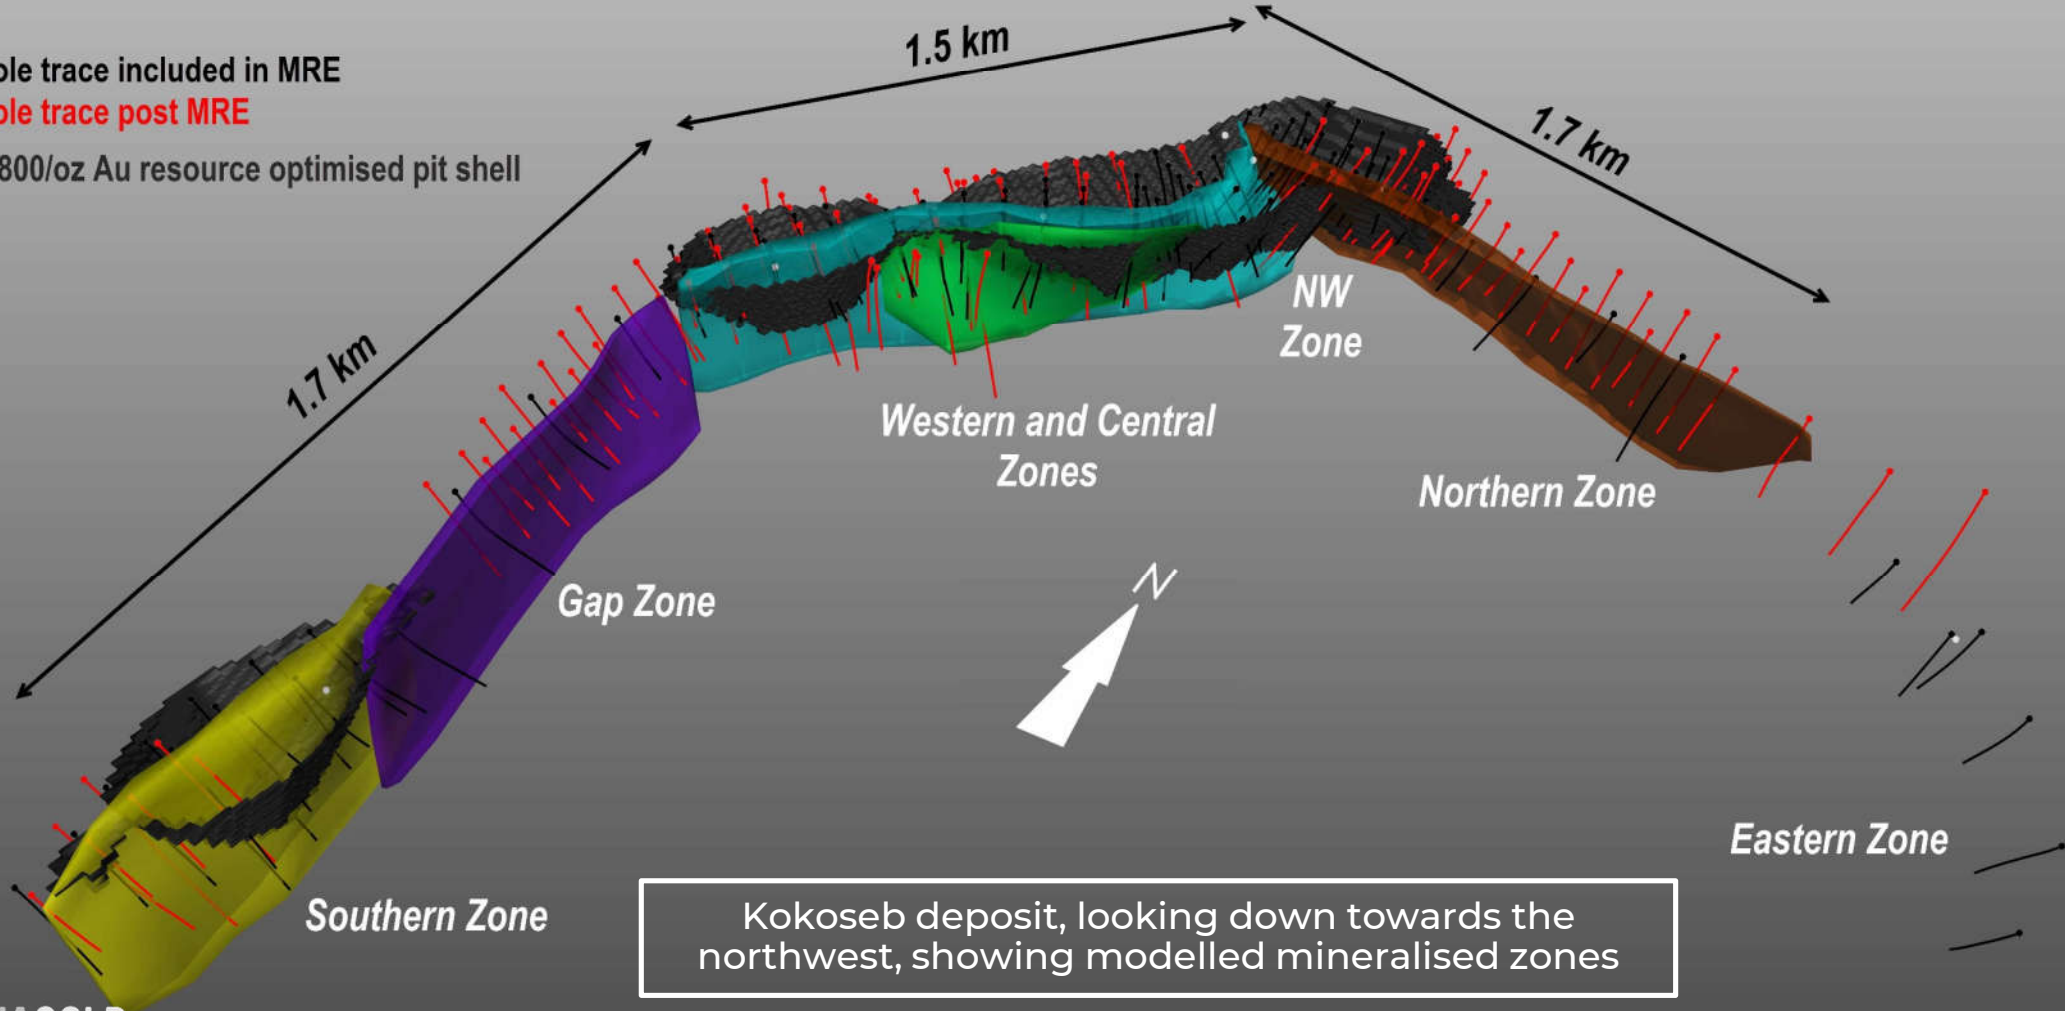 ole trace included in MRE
ole trace post MRE
800/oz Au resource optimised pit shell
1.5 km
1.7 km
1.7 km
NW
Zone
Western and Central
Zones
Northern Zone
N
Gap Zone
Eastern Zone
Southern Zone
Kokoseb deposit, looking down towards the
northwest, showing modelled mineralised zones